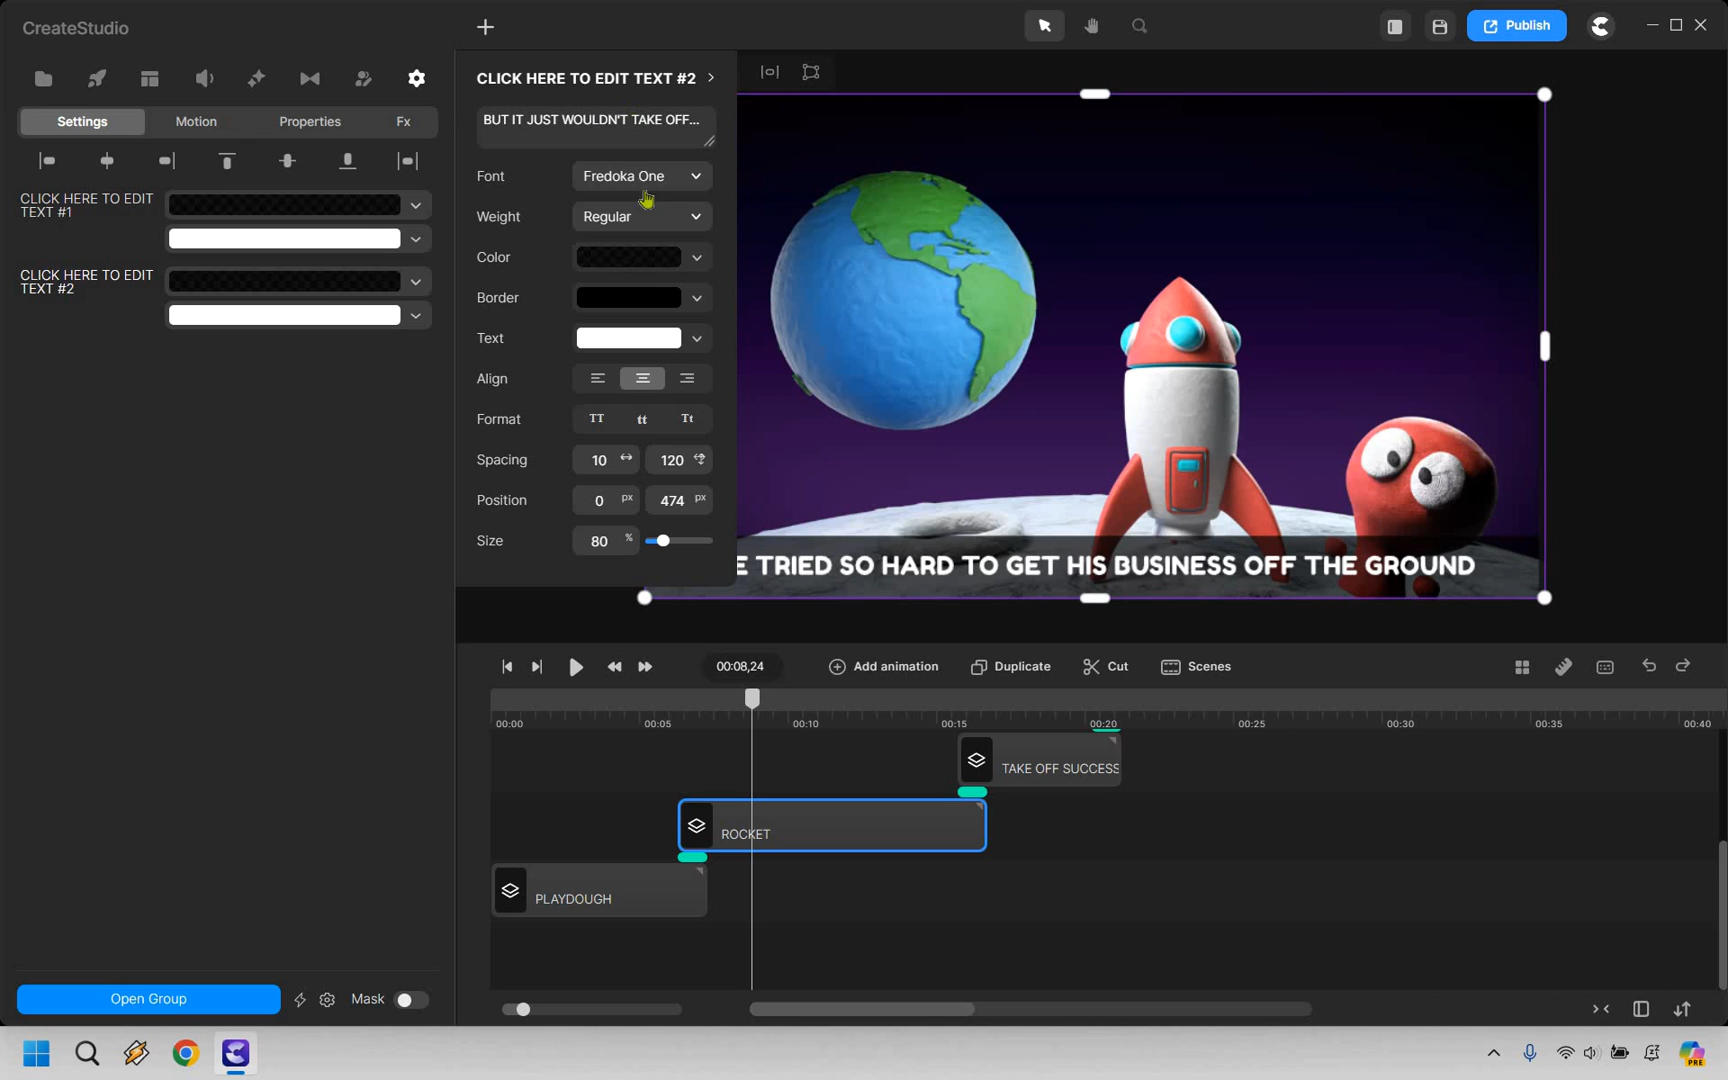 CreateStudio
Publish
CLICK HERE TO EDIT TEXT #2
Settings
Motion
Properties
Fx
BUT IT JUST WOULDN'T TAKE OFF...
Font
Fredoka One
Weight
Regular
CLICK HERE TO EDIT
TEXT #1
CLICK HERE TO EDIT
TEXT #2
Color
Border
Text
Align
Format
TT
tt
Tt
Spacing
10
120
Position
0 px
474 px
Size
80 %
E TRIED SO HARD TO GET HIS BUSINESS OFF THE GROUND
00:08,24
Add animation
Duplicate
Cut
Scenes
00:00
00:05
00:10
00:15
00:20
00:25
00:30
00:35
00:40
TAKE OFF SUCCESS
ROCKET
PLAYDOUGH
Open Group
Mask
PRE